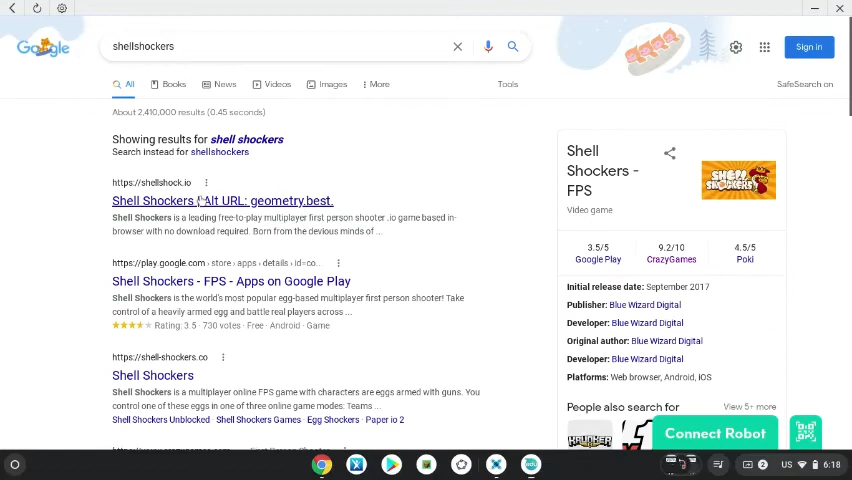 Google
shellshockers
Sign in
All
Books
News
Videos
Images
More
Tools
SafeSearch on
About 2,410,000 results (0.45 seconds)
Showing results for shell shockers
Search instead for shellshockers
https://shellshock.io
Shell Shockers Alt URL: geometry.best.
Shell Shockers is a leading free-to-play multiplayer first person shooter .io game based in-
browser with no download required. Born from the devious minds of ...
https://play.google.com › store › apps › details › id=co...
Shell Shockers - FPS - Apps on Google Play
Shell Shockers is the world's most popular egg-based multiplayer first person shooter! Take
control of a heavily armed egg and battle real players across ...
Rating: 3.5 · 730 votes · Free · Android · Game
https://shell-shockers.co
Shell Shockers
Shell Shockers is a multiplayer online FPS game with characters are eggs armed with guns. You
control one of these eggs in one of three online game modes: Teams ...
Shell Shockers Unblocked · Shell Shockers Games · Egg Shockers · Paper io 2
Shell
Shockers -
FPS
Video game
SHELL
SHOCKERS
3.5/5
Google Play
9.2/10
CrazyGames
4.5/5
Poki
Initial release date: September 2017
Publisher: Blue Wizard Digital
Developer: Blue Wizard Digital
Original author: Blue Wizard Digital
Developer: Blue Wizard Digital
Platforms: Web browser, Android, iOS
People also search for
View 5+ more
KRUNKER
Connect Robot
2
US
6:18